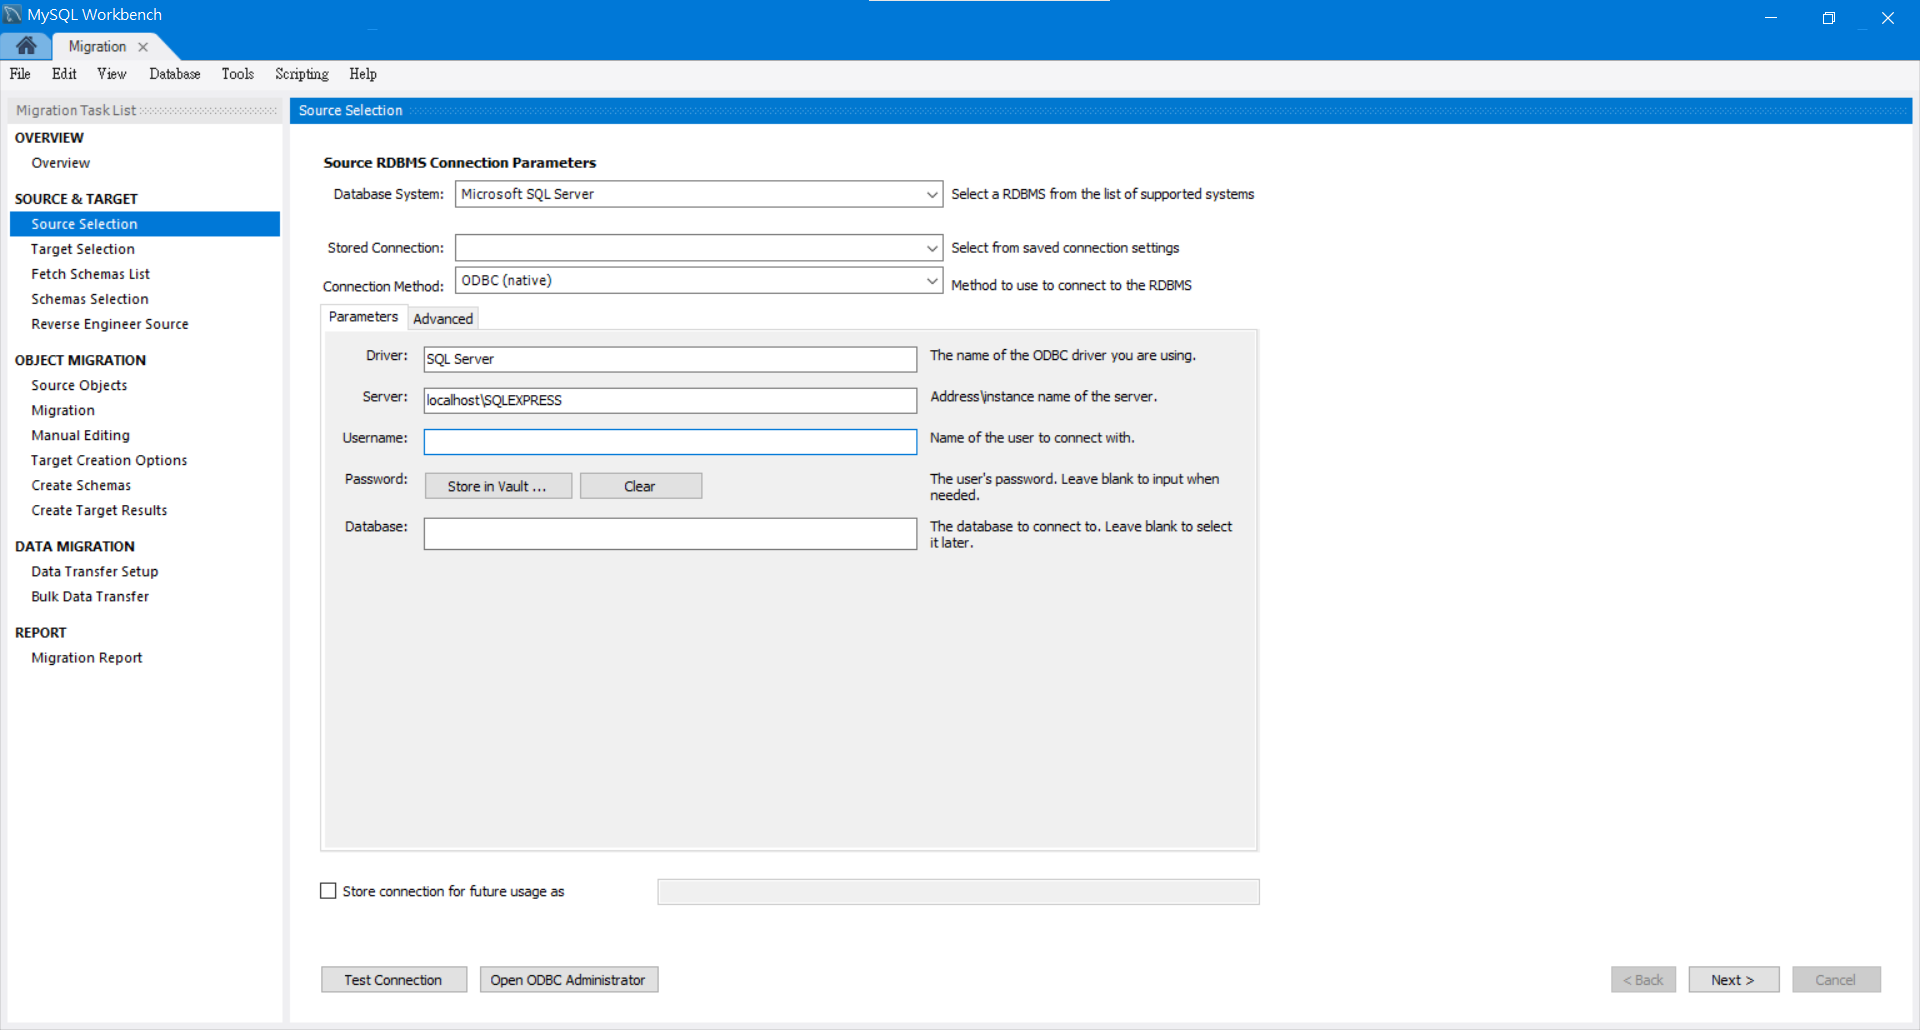 MySQL Workbench
Migration
File Edit View Database Tools Scripting Help
Migration Task List
OVERVIEW
Overview
SOURCE & TARGET
Source Selection
Target Selection
Fetch Schemas List
Schemas Selection
Reverse Engineer Source
OBJECT MIGRATION
Source Objects
Migration
Manual Editing
Target Creation Options
Create Schemas
Create Target Results
DATA MIGRATION
Data Transfer Setup
Bulk Data Transfer
REPORT
Migration Report
Source Selection
Source RDBMS Connection Parameters
Database System: Microsoft SQL Server Select a RDBMS from the list of supported systems
Stored Connection: Select from saved connection settings
Connection Method: ODBC (native) Method to use to connect to the RDBMS
Parameters Advanced
Driver: SQL Server The name of the ODBC driver you are using.
Server: localhost\SQLEXPRESS Address\instance name of the server.
Username: Name of the user to connect with.
Password: Store in Vault ... Clear The user's password. Leave blank to input when
needed.
Database: The database to connect to. Leave blank to select
it later.
Store connection for future usage as
Test Connection Open ODBC Administrator < Back Next > Cancel